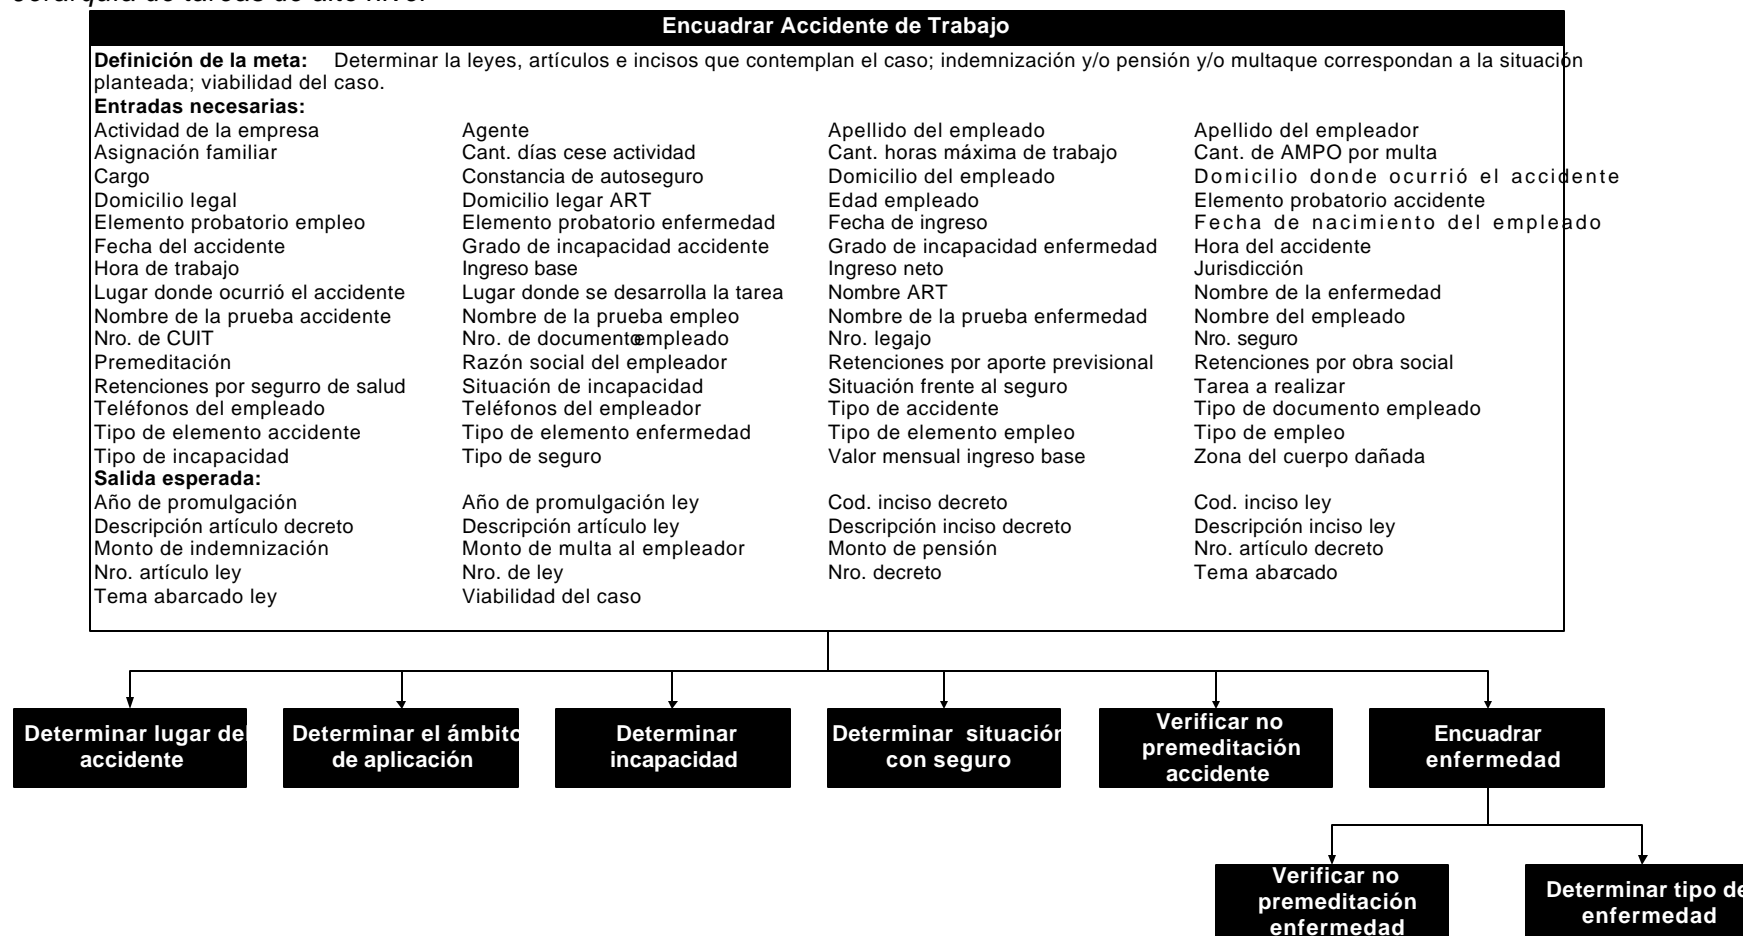 jerarquía de tareas de alto nivel
Encuadrar Accidente de Trabajo
Definición de la meta: Determinar la leyes, artículos e incisos que contemplan el caso; indemnización y/o pensión y/o multaque correspondan a la situación
planteada; viabilidad del caso.
Entradas necesarias:
Actividad de la empresa Agente Apellido del empleado Apellido del empleador
Asignación familiar Cant. días cese actividad Cant. horas máxima de trabajo Cant. de AMPO por multa
Cargo Constancia de autoseguro Domicilio del empleado Domicilio donde ocurrió el accidente
Domicilio legal Domicilio legar ART Edad empleado Elemento probatorio accidente
Elemento probatorio empleo Elemento probatorio enfermedad Fecha de ingreso Fecha de nacimiento del empleado
Fecha del accidente Grado de incapacidad accidente Grado de incapacidad enfermedad Hora del accidente
Hora de trabajo Ingreso base Ingreso neto Jurisdicción
Lugar donde ocurrió el accidente Lugar donde se desarrolla la tarea Nombre ART Nombre de la enfermedad
Nombre de la prueba accidente Nombre de la prueba empleo Nombre de la prueba enfermedad Nombre del empleado
Nro. de CUIT Nro. de documento empleado Nro. legajo Nro. seguro
Premeditación Razón social del empleador Retenciones por aporte previsional Retenciones por obra social
Retenciones por segurro de salud Situación de incapacidad Situación frente al seguro Tarea a realizar
Teléfonos del empleado Teléfonos del empleador Tipo de accidente Tipo de documento empleado
Tipo de elemento accidente Tipo de elemento enfermedad Tipo de elemento empleo Tipo de empleo
Tipo de incapacidad Tipo de seguro Valor mensual ingreso base Zona del cuerpo dañada
Salida esperada:
Año de promulgación Año de promulgación ley Cod. inciso decreto Cod. inciso ley
Descripción artículo decreto Descripción artículo ley Descripción inciso decreto Descripción inciso ley
Monto de indemnización Monto de multa al empleador Monto de pensión Nro. artículo decreto
Nro. artículo ley Nro. de ley Nro. decreto Tema abarcado
Tema abarcado ley Viabilidad del caso
Determinar lugar del
accidente
Determinar el ámbito
de aplicación
Determinar
incapacidad
Determinar situación
con seguro
Verificar no
premeditación
accidente
Encuadrar
enfermedad
Verificar no
premeditación
enfermedad
Determinar tipo de
enfermedad